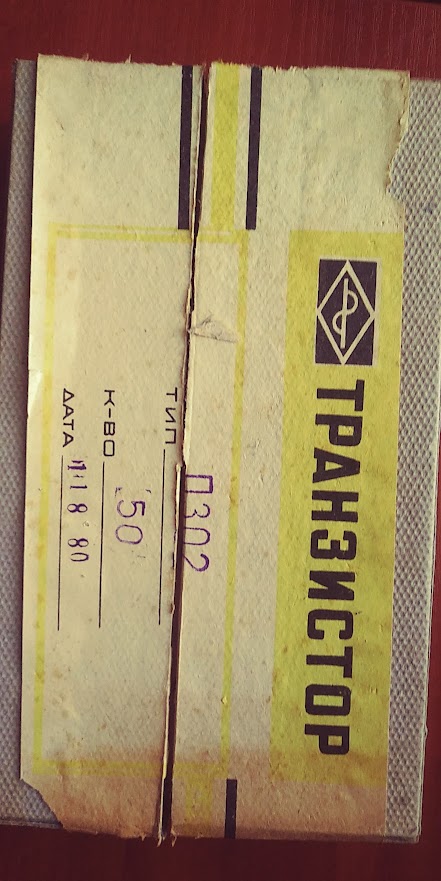 ТРАНЗИСТОР
ТИП П302
К-ВО 50
ДАТА 11 8 80